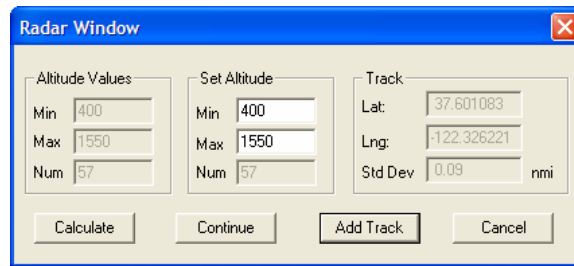 Radar Window
Altitude Values
Min 400
Max 1550
Num 57
Set Altitude
Min 400
Max 1550
Num 57
Track
Lat: 37.601083
Lng: -122.326221
Std Dev 0.09 nmi
Calculate
Continue
Add Track
Cancel